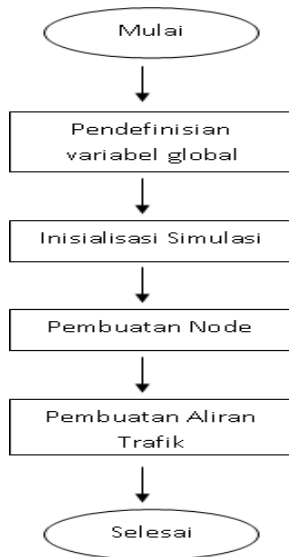 Mulai
Pendefinisian
variabel global
Inisialisasi Simulasi
Pembuatan Node
Pembuatan Aliran
Trafik
Selesai